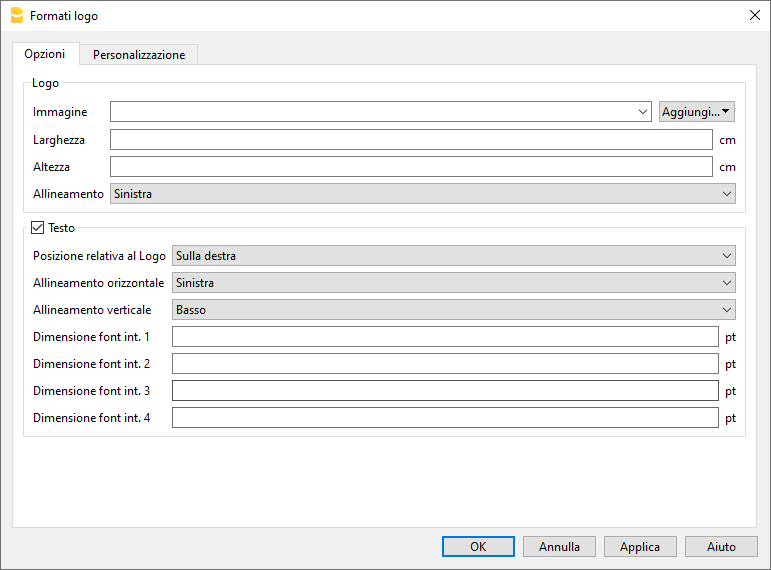 Formati logo
Opzioni Personalizzazione
Logo
Immagine Aggiungi...
Larghezza cm
Altezza cm
Allineamento Sinistra
Testo
Posizione relativa al Logo Sulla destra
Allineamento orizzontale Sinistra
Allineamento verticale Basso
Dimensione font int. 1 pt
Dimensione font int. 2 pt
Dimensione font int. 3 pt
Dimensione font int. 4 pt
OK Annulla Applica Aiuto